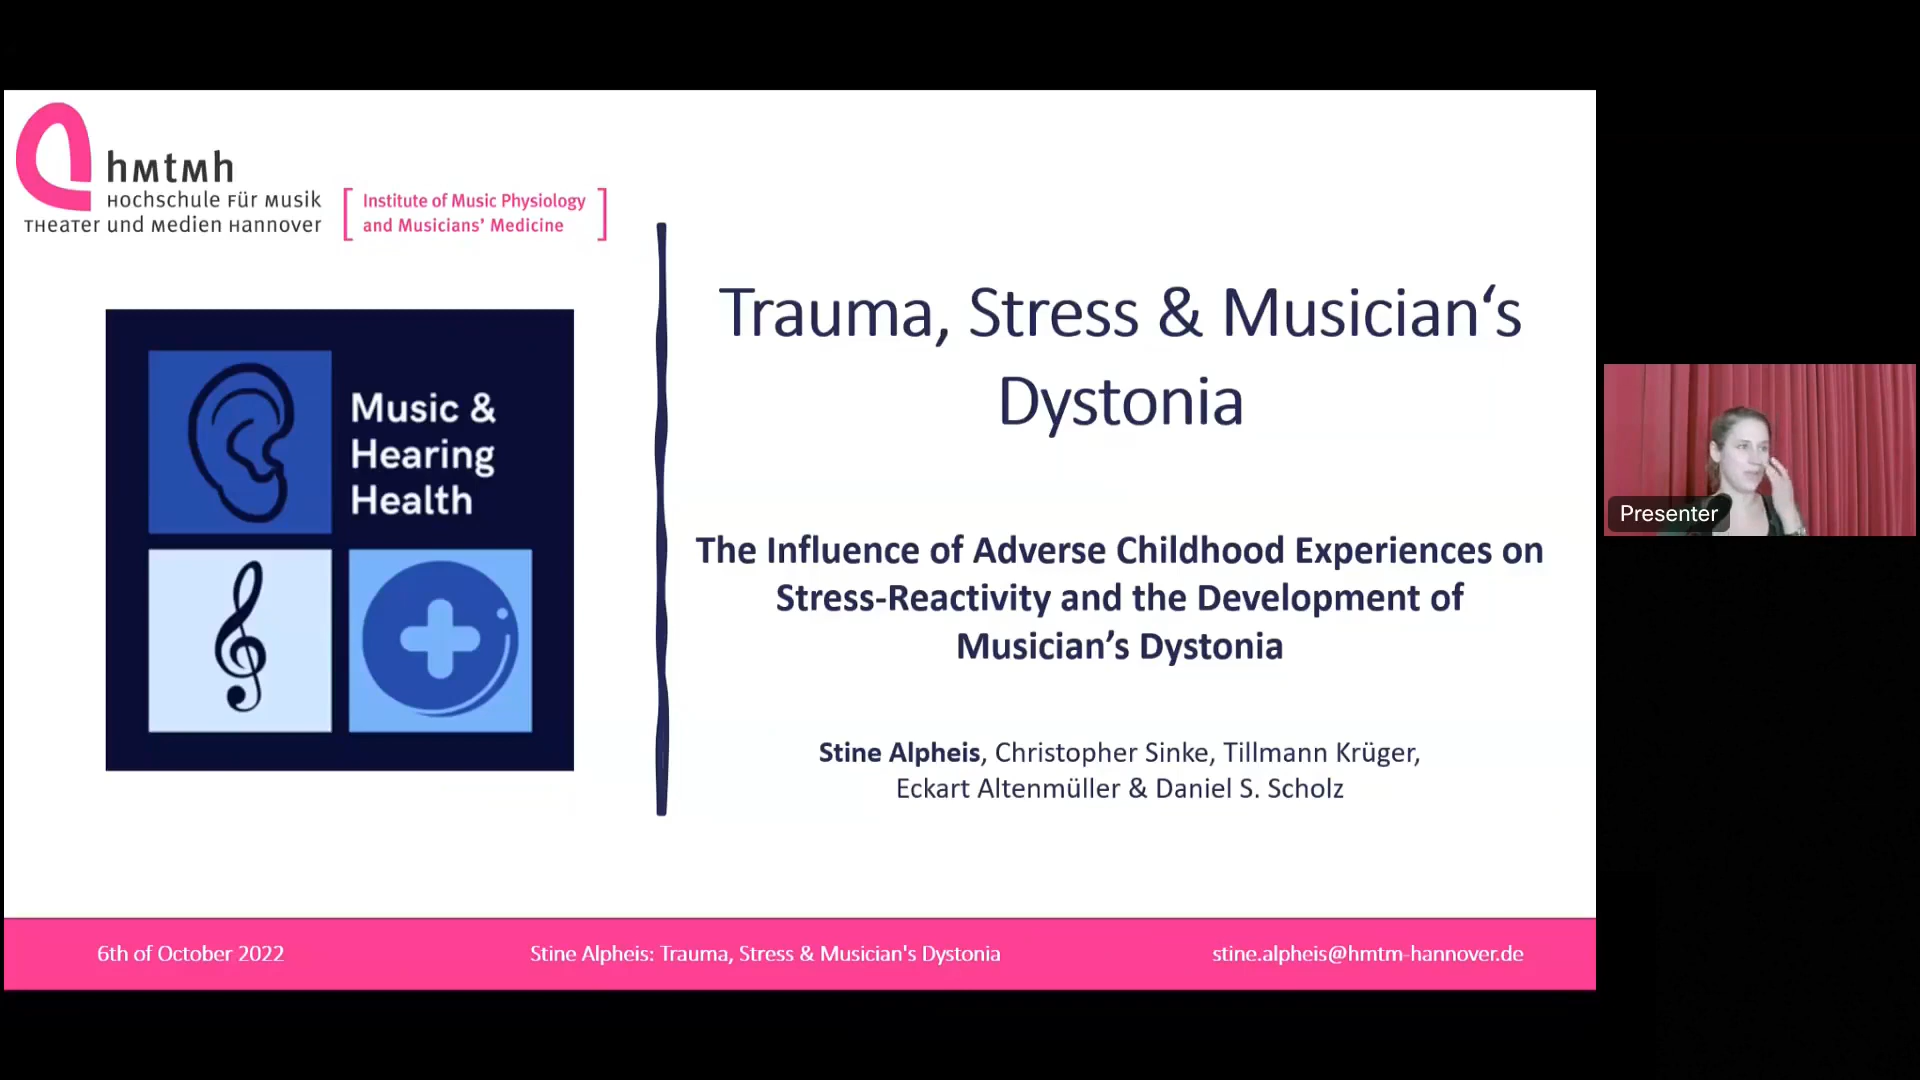 hmtmh
Hochschule für Musik
Theater und Medien Hannover
Institute of Music Physiology
and Musicians' Medicine
Music &
Hearing
Health
Trauma, Stress & Musician‘s
Dystonia
The Influence of Adverse Childhood Experiences on
Stress-Reactivity and the Development of
Musician’s Dystonia
Stine Alpheis, Christopher Sinke, Tillmann Krüger,
Eckart Altenmüller & Daniel S. Scholz
6th of October 2022
Stine Alpheis: Trauma, Stress & Musician's Dystonia
stine.alpheis@hmtm-hannover.de
Presenter